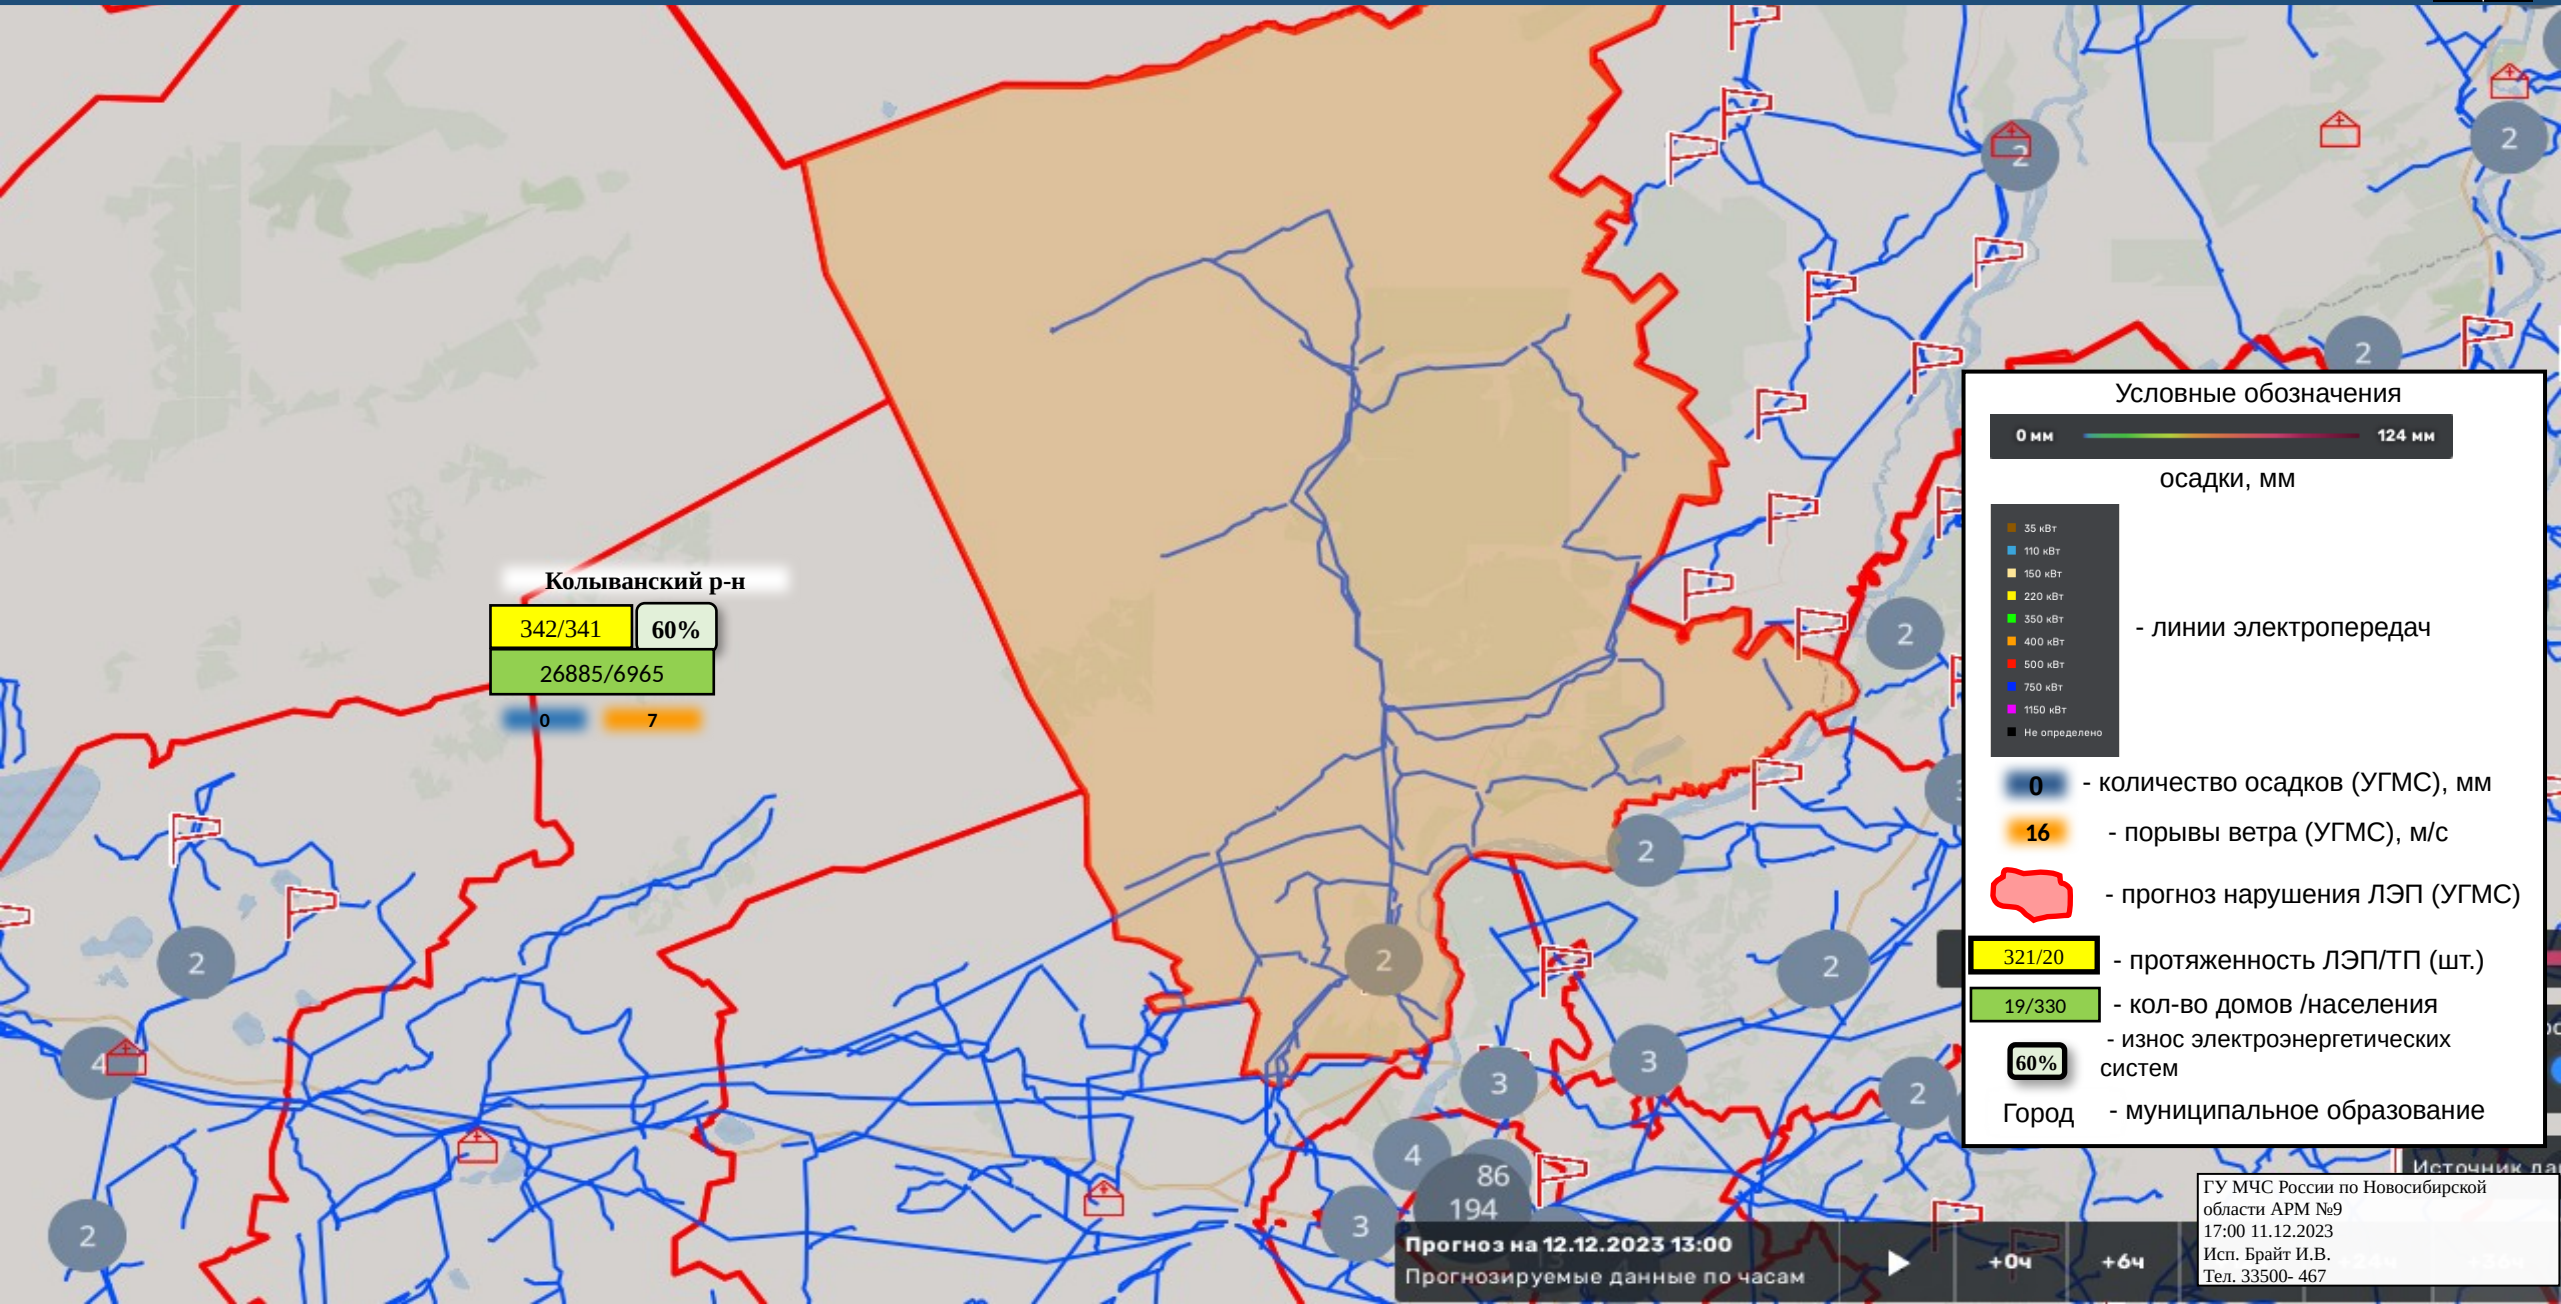 2
2
2
Условные обозначения
0 мм 124 мм
осадки, мм
35 кВт
110 кВт
150 кВт
220 кВт
350 кВт
400 кВт
500 кВт
750 кВт
1150 кВт
Не определено
- линии электропередач
0 - количество осадков (УГМС), мм
16 - порывы ветра (УГМС), м/с
- прогноз нарушения ЛЭП (УГМС)
321/20 - протяженность ЛЭП/ТП (шт.)
19/330 - кол-во домов /населения
60% - износ электроэнергетических
систем
Город - муниципальное образование
Колыванский р-н
342/341 60%
26885/6965
0 7
2
2
2
2
2
4
3
3
2
4
86
194
2
3
Прогноз на 12.12.2023 13:00
Прогнозируемые данные по часам
+0ч +6ч
Источник
ГУ МЧС России по Новосибирской
области АРМ №9
17:00 11.12.2023
Исп. Брайт И.В.
Тел. 33500- 467